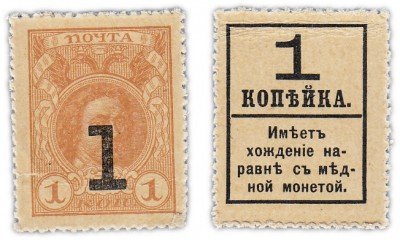 ПОЧТА
1
1 1
1
КОПѢЙКА.
Имѣетъ
хожденіе на-
равнѣ съ мѣд-
ной монетой.